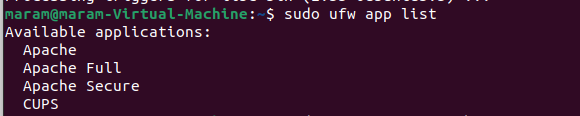 maram@maram-Virtual-Machine:~$ sudo ufw app list
Available applications:
  Apache
  Apache Full
  Apache Secure
  CUPS